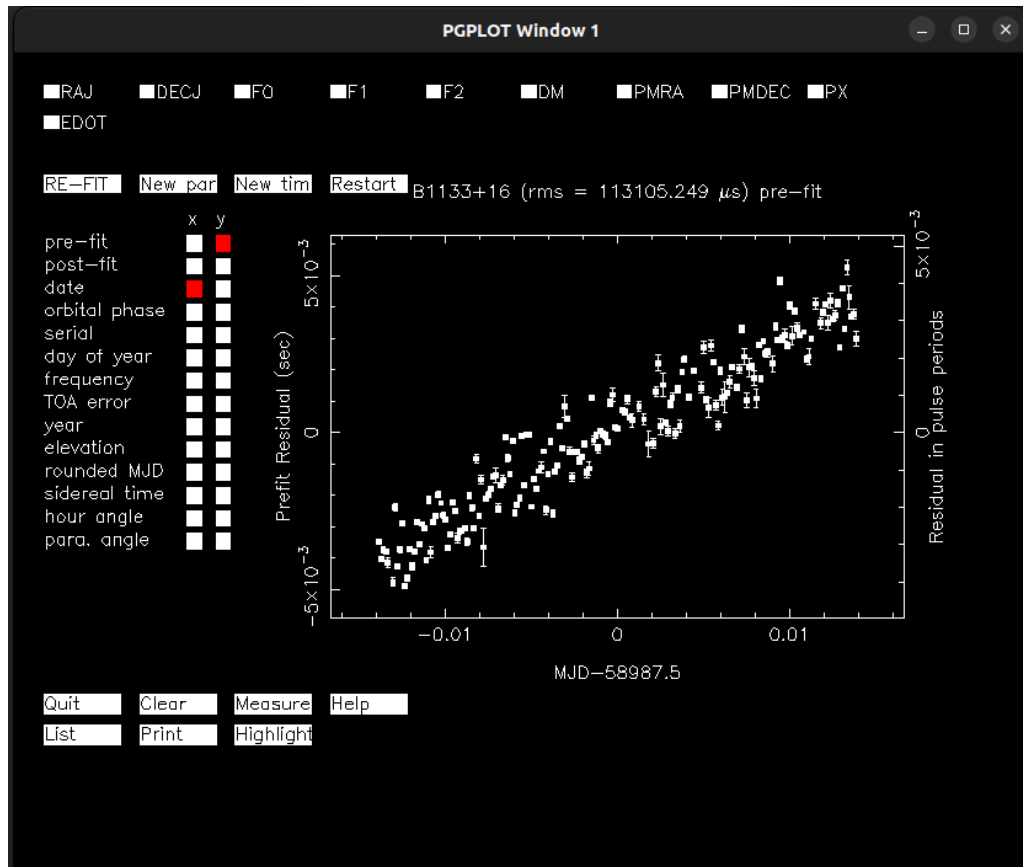 PGPLOT Window 1
RAJ DECJ F0 F1 F2 DM PMRA PMDEC PX
EDOT
RE-FIT New par New tim Restart
B1133+16 (rms = 113105.249 μs) pre-fit
x y
pre-fit
post-fit
date
orbital phase
serial
day of year
frequency
TOA error
year
elevation
rounded MJD
sidereal time
hour angle
para. angle
Prefit Residual (sec)
5×10⁻³
0
−5×10⁻³
5×10⁻³
0
Residual in pulse periods
−0.01 0 0.01
MJD−58987.5
Quit Clear Measure Help
List Print Highlight